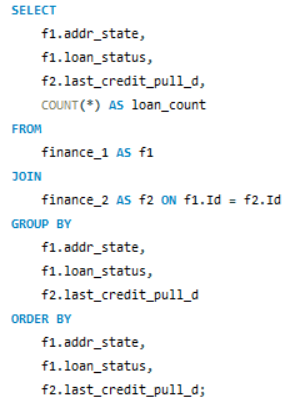 SELECT
f1.addr_state,
f1.loan_status,
f2.last_credit_pull_d,
COUNT(*) AS loan_count
FROM
finance_1 AS f1
JOIN
finance_2 AS f2 ON f1.Id = f2.Id
GROUP BY
f1.addr_state,
f1.loan_status,
f2.last_credit_pull_d
ORDER BY
f1.addr_state,
f1.loan_status,
f2.last_credit_pull_d;